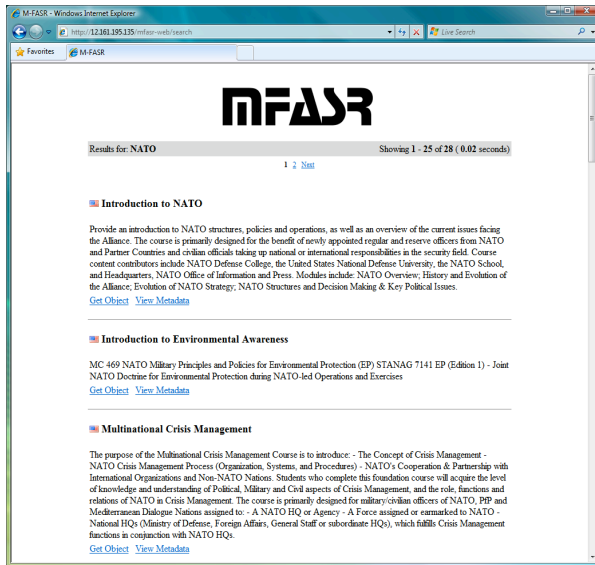 M-FASR - Windows Internet Explorer
http://12.161.195.135/mfasr-web/search
Live Search
Favorites
M-FASR
MFASR
Results for: NATO Showing 1 - 25 of 28 ( 0.02 seconds)
1 2 Next
Introduction to NATO
Provide an introduction to NATO structures, policies and operations, as well as an overview of the current issues facing
the Alliance. The course is primarily designed for the benefit of newly appointed regular and reserve officers from NATO
and Partner Countries and civilian officials taking up national or international responsibilities in the security field. Course
content contributors include NATO Defense College, the United States National Defense University, the NATO School,
and Headquarters, NATO Office of Information and Press. Modules include: NATO Overview; History and Evolution of
the Alliance; Evolution of NATO Strategy; NATO Structures and Decision Making & Key Political Issues.
Get Object View Metadata
Introduction to Environmental Awareness
MC 469 NATO Military Principles and Policies for Environmental Protection (EP) STANAG 7141 EP (Edition 1) - Joint
NATO Doctrine for Environmental Protection during NATO-led Operations and Exercises
Get Object View Metadata
Multinational Crisis Management
The purpose of the Multinational Crisis Management Course is to introduce: - The Concept of Crisis Management -
NATO Crisis Management Process (Organization, Systems, and Procedures) - NATO's Cooperation & Partnership with
International Organizations and Non-NATO Nations. Students who complete this foundation course will acquire the level
of knowledge and understanding of Political, Military and Civil aspects of Crisis Management, and the role, functions and
relations of NATO in Crisis Management. The course is primarily designed for military/civilian officers of NATO, PfP and
Mediterranean Dialogue Nations assigned to: - A NATO HQ or Agency - A Force assigned or earmarked to NATO -
National HQs (Ministry of Defense, Foreign Affairs, General Staff or subordinate HQs), which fulfills Crisis Management
functions in conjunction with NATO HQs.
Get Object View Metadata